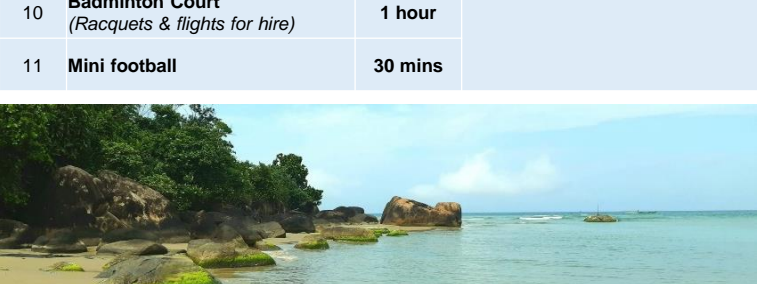 10 Badminton Court 1 hour
(Racquets & flights for hire)
11 Mini football 30 mins